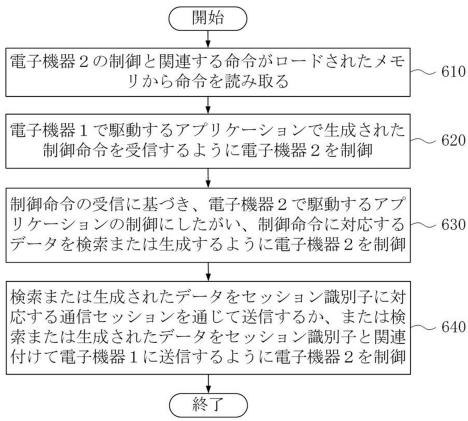 開始
電子機器2の制御と関連する命令がロードされたメモ
リから命令を読み取る
610
電子機器1で駆動するアプリケーションで生成された
制御命令を受信するように電子機器2を制御
620
制御命令の受信に基づき、電子機器2で駆動するアプ
リケーションの制御にしたがい、制御命令に対応する
データを検索または生成するように電子機器2を制御
630
検索または生成されたデータをセッション識別子に対
応する通信セッションを通じて送信するか、または検
索または生成されたデータをセッション識別子と関連
付けて電子機器1に送信するように電子機器2を制御
640
終了